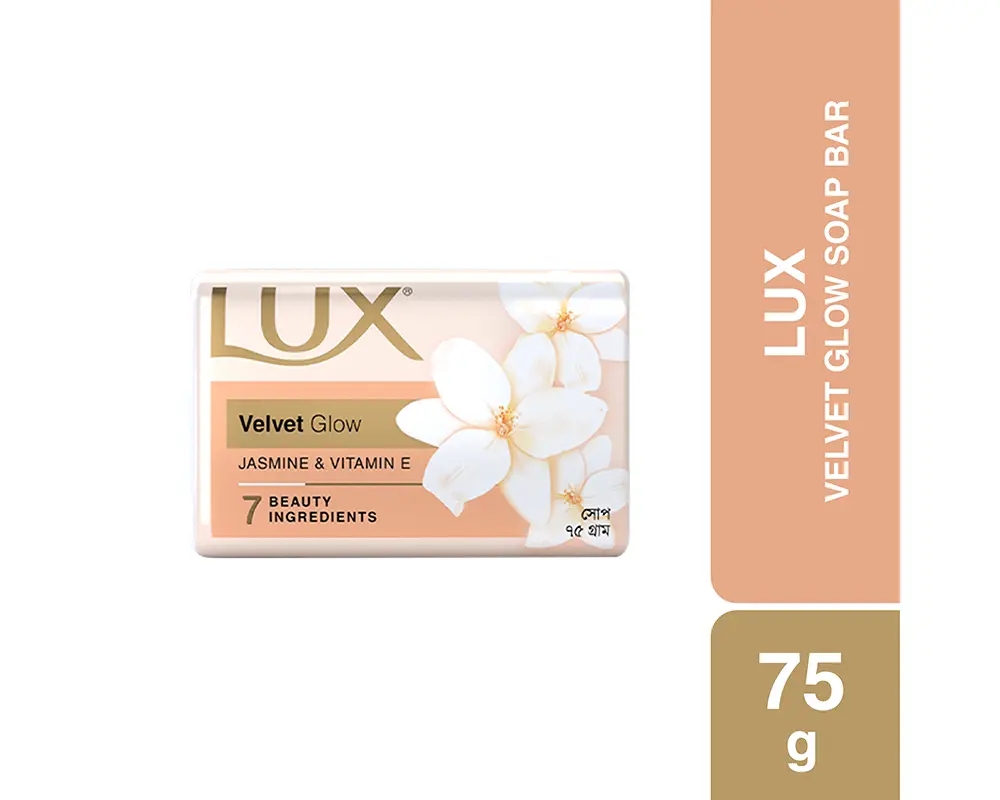 LUX®
Velvet Glow
JASMINE & VITAMIN E
7 BEAUTY
INGREDIENTS
সোপ
৭৫ গ্রাম
LUX
VELVET GLOW SOAP BAR
75
g